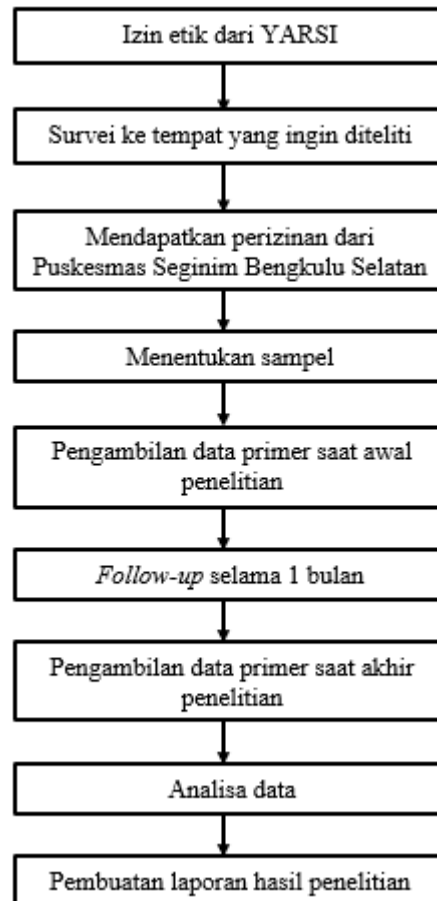 Izin etik dari YARSI
Survei ke tempat yang ingin diteliti
Mendapatkan perizinan dari
Puskesmas Seginim Bengkulu Selatan
Menentukan sampel
Pengambilan data primer saat awal
penelitian
Follow-up selama 1 bulan
Pengambilan data primer saat akhir
penelitian
Analisa data
Pembuatan laporan hasil penelitian